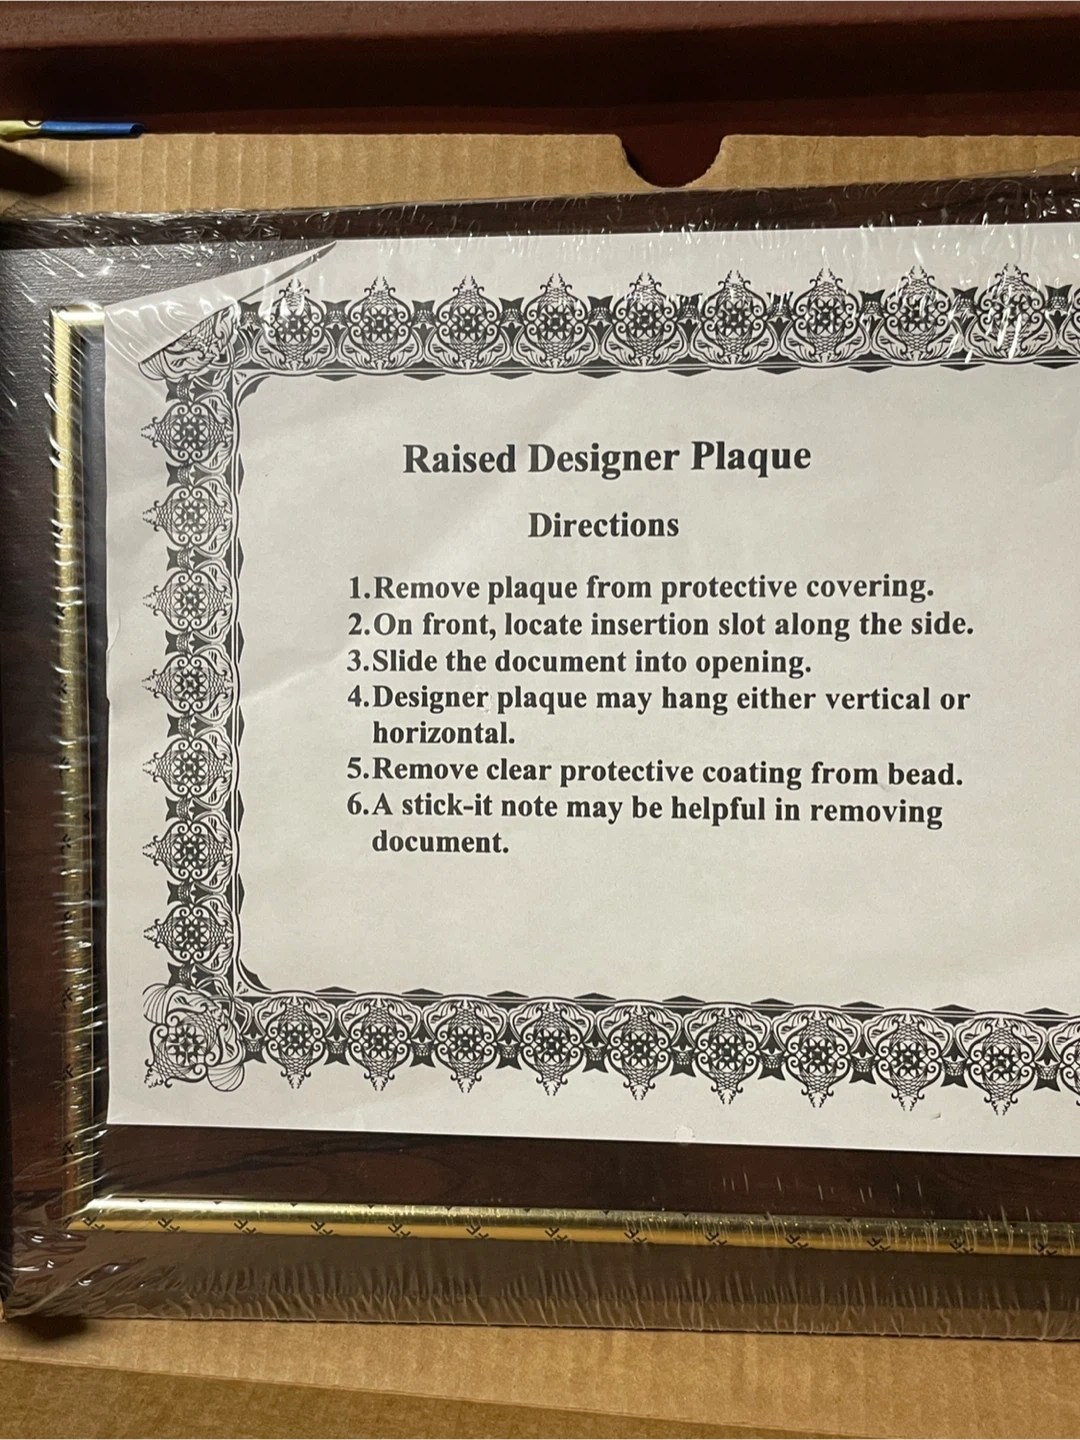 Raised Designer Plaque
Directions
1.Remove plaque from protective covering.
2.On front, locate insertion slot along the side.
3.Slide the document into opening.
4.Designer plaque may hang either vertical or
horizontal.
5.Remove clear protective coating from bead.
6.A stick-it note may be helpful in removing
document.